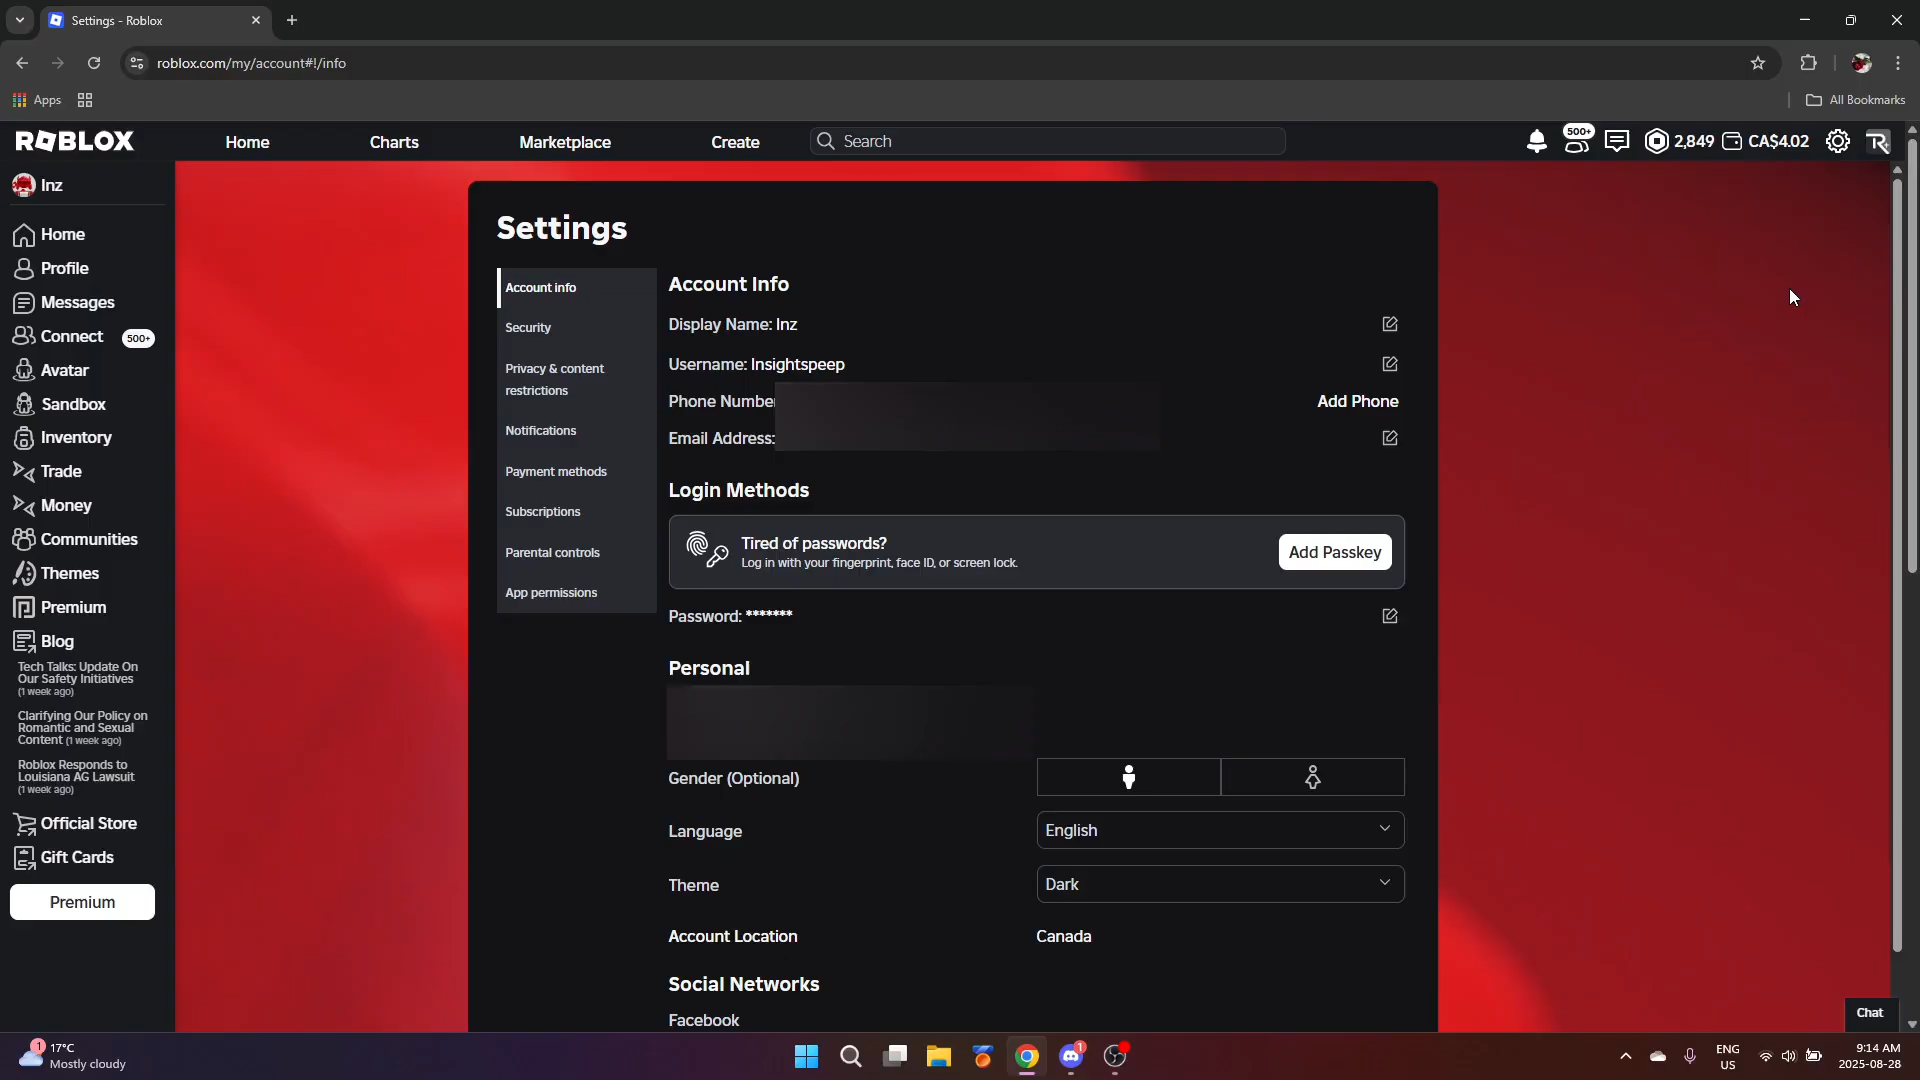 Settings - Roblox
roblox.com/my/account#!/info
Apps
All Bookmarks
ROBLOX
Home
Charts
Marketplace
Create
Search
500+
2,849
CA$4.02
Inz
Home
Profile
Messages
Connect
500+
Avatar
Sandbox
Inventory
Trade
Money
Communities
Themes
Premium
Blog
Tech Talks: Update On
Our Safety Initiatives
(1 week ago)
Clarifying Our Policy on
Romantic and Sexual
Content (1 week ago)
Roblox Responds to
Louisiana AG Lawsuit
(1 week ago)
Official Store
Gift Cards
Premium
Settings
Account info
Security
Privacy & content
restrictions
Notifications
Payment methods
Subscriptions
Parental controls
App permissions
Account Info
Display Name: Inz
Username: Insightspeep
Phone Number
Add Phone
Email Address:
Login Methods
Tired of passwords?
Log in with your fingerprint, face ID, or screen lock.
Add Passkey
Password: *******
Personal
Gender (Optional)
Language
English
Theme
Dark
Account Location
Canada
Social Networks
Facebook
Chat
1
17°C
Mostly cloudy
1
ENG
US
9:14 AM
2025-08-28